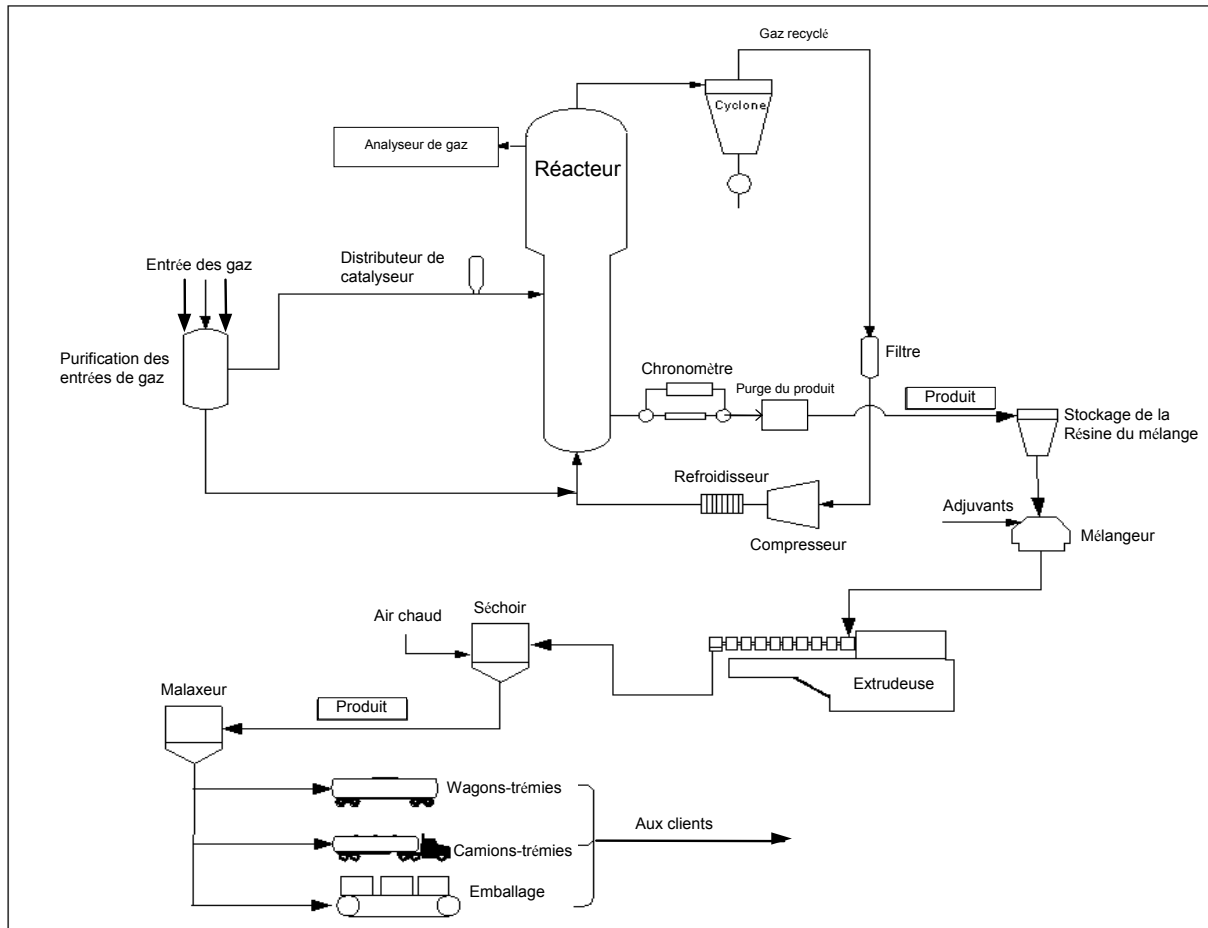 Gaz recyclé
Cyclone
Analyseur de gaz
Réacteur
Entrée des gaz
Distributeur de
catalyseur
Purification des
entrées de gaz
Filtre
Chronomètre
Purge du produit
Produit
Stockage de la
Résine du mélange
Refroidisseur
Compresseur
Adjuvants
Mélangeur
Air chaud
Séchoir
Extrudeuse
Malaxeur
Produit
Wagons-trémies
Aux clients
Camions-trémies
Emballage